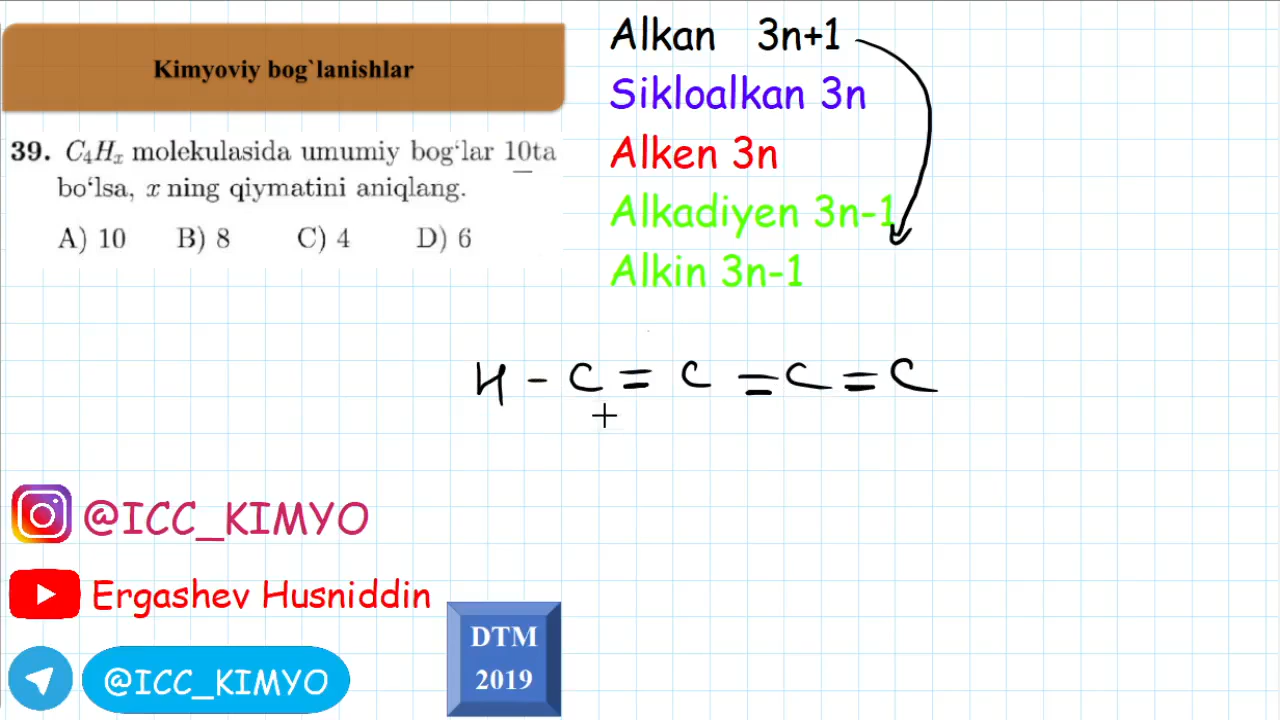 Kimyoviy bog`lanishlar
39. C₄Hₓ molekulasida umumiy bog‘lar 10ta
bo‘lsa, x ning qiymatini aniqlang.
A) 10 B) 8 C) 4 D) 6
Alkan 3n+1
Sikloalkan 3n
Alken 3n
Alkadiyen 3n-1
Alkin 3n-1
H - C = C = C = C
@ICC_KIMYO
Ergashev Husniddin
@ICC_KIMYO
DTM
2019